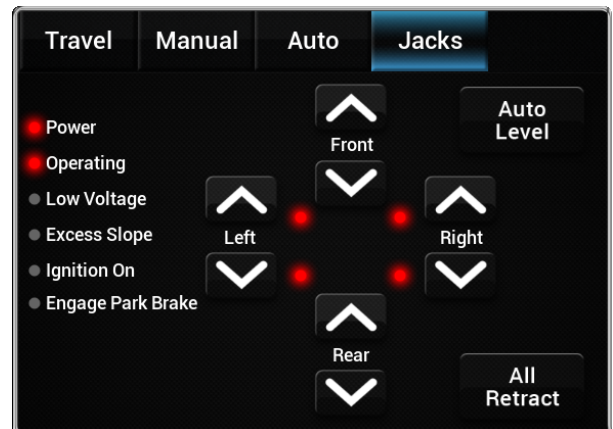 Travel
Manual
Auto
Jacks
Power
Operating
Low Voltage
Excess Slope
Ignition On
Engage Park Brake
Front
Left
Right
Rear
Auto
Level
All
Retract